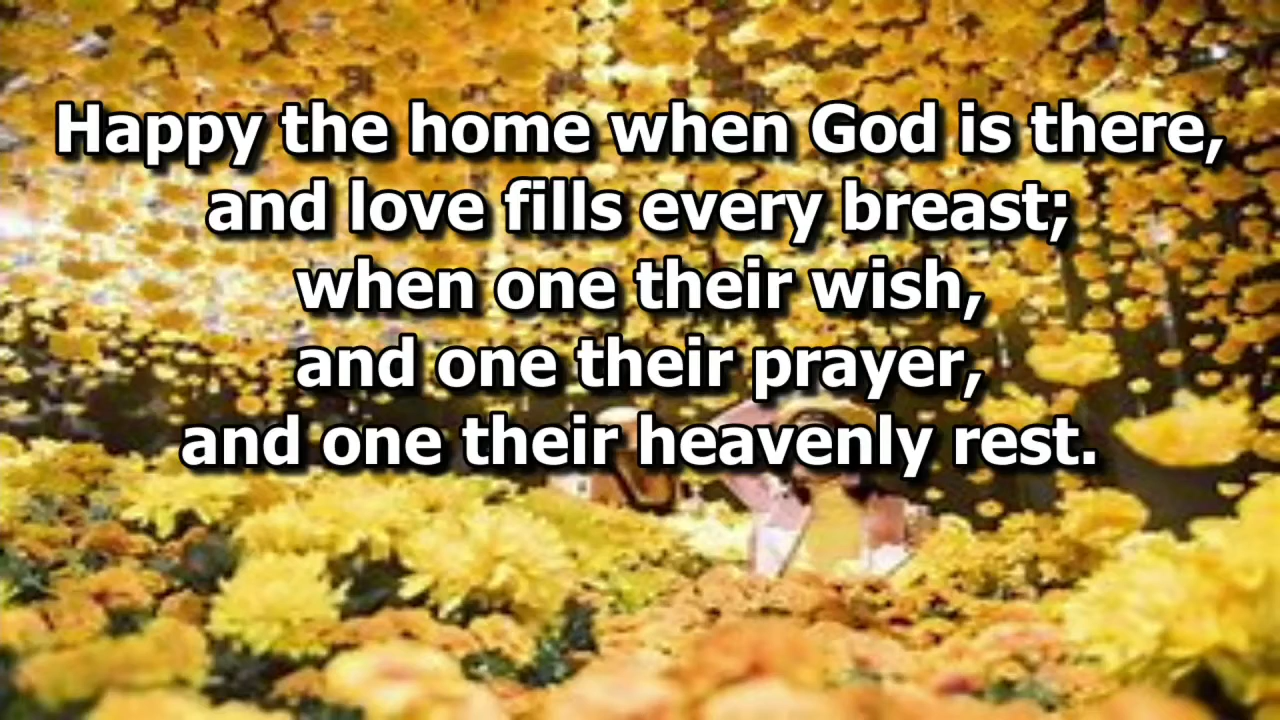 Happy the home when God is there,
and love fills every breast;
when one their wish,
and one their prayer,
and one their heavenly rest.